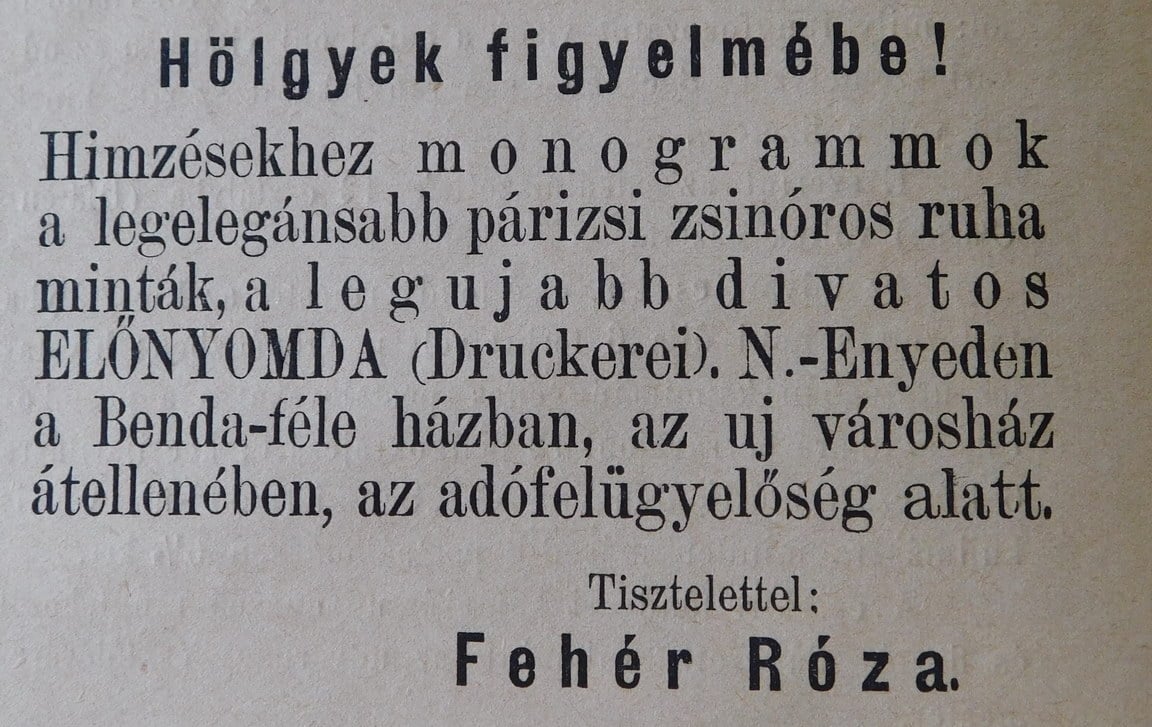 Hölgyek figyelmébe!
Himzésekhez monogrammok
a legelegánsabb párizsi zsinóros ruha
minták, a legujabb divatos
ELŐNYOMDA (Druckerei). N.-Enyeden
a Benda-féle házban, az uj városház
átellenében, az adófelügyelőség alatt.
Tisztelettel:
Fehér Róza.